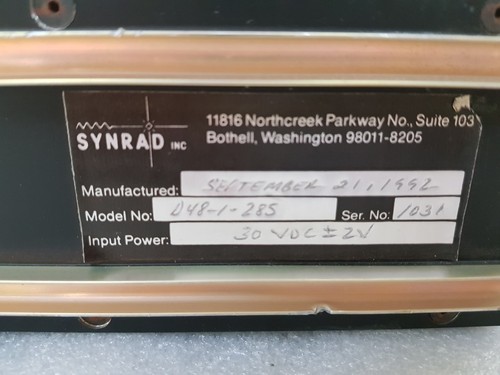 SYNRAD INC
11816 Northcreek Parkway No., Suite 103
Bothell, Washington 98011-8205
Manufactured: SEPTEMBER 21, 1992
Model No: D48-1-28S Ser. No: 1031
Input Power: 30 VDC ± 2V